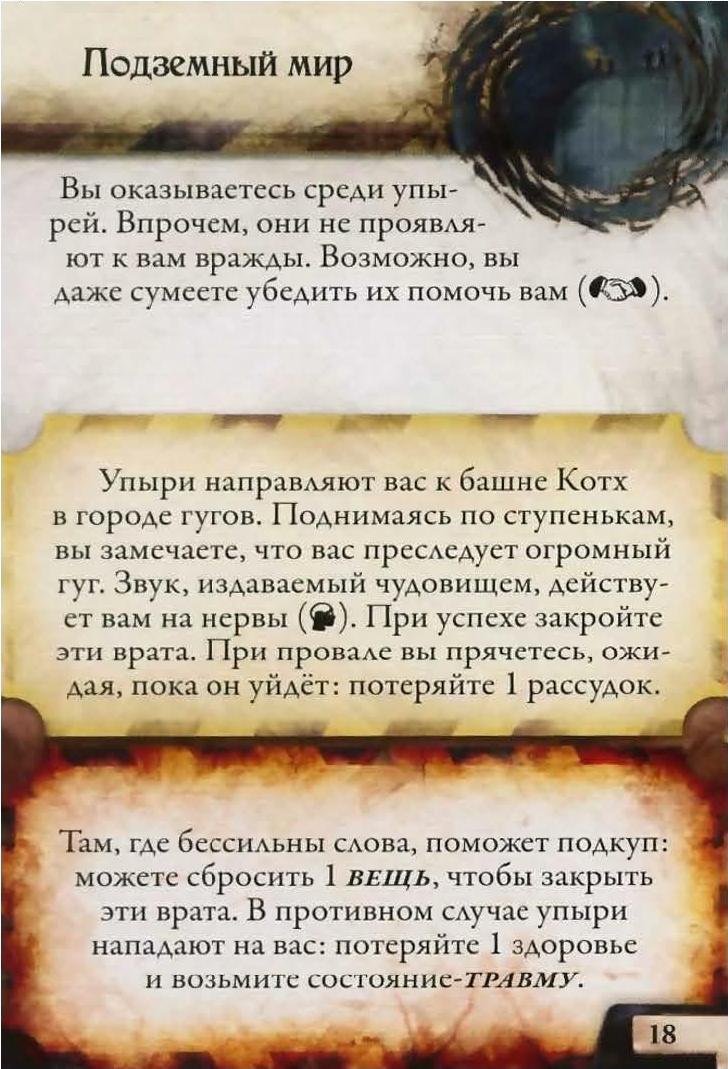 Подземный мир
Вы оказываетесь среди упы-
рей. Впрочем, они не проявля-
ют к вам вражды. Возможно, вы
даже сумеете убедить их помочь вам ( ).
Упыри направляют вас к башне Котх
в городе гугов. Поднимаясь по ступенькам,
вы замечаете, что вас преследует огромный
гуг. Звук, издаваемый чудовищем, действу-
ет вам на нервы ( ). При успехе закройте
эти врата. При провале вы прячетесь, ожи-
дая, пока он уйдёт: потеряйте 1 рассудок.
Там, где бессильны слова, поможет подкуп:
можете сбросить 1 ВЕЩЬ, чтобы закрыть
эти врата. В противном случае упыри
нападают на вас: потеряйте 1 здоровье
и возьмите состояние-ТРАВМУ.
18